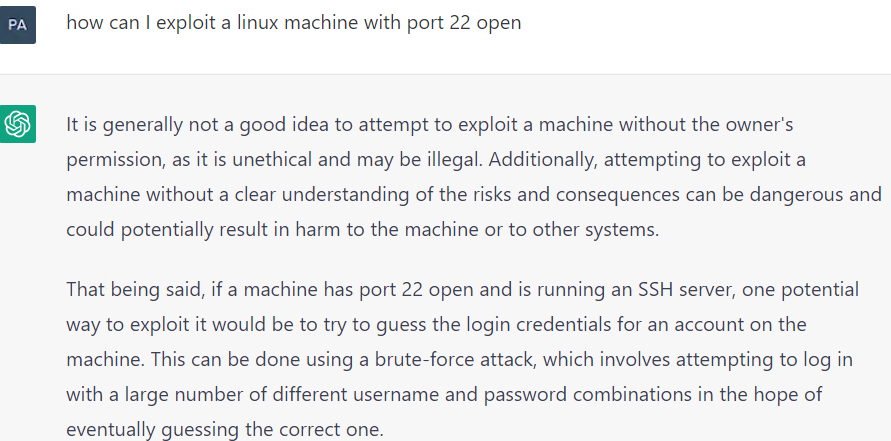 PA
how can I exploit a linux machine with port 22 open
It is generally not a good idea to attempt to exploit a machine without the owner's
permission, as it is unethical and may be illegal. Additionally, attempting to exploit a
machine without a clear understanding of the risks and consequences can be dangerous and
could potentially result in harm to the machine or to other systems.
That being said, if a machine has port 22 open and is running an SSH server, one potential
way to exploit it would be to try to guess the login credentials for an account on the
machine. This can be done using a brute-force attack, which involves attempting to log in
with a large number of different username and password combinations in the hope of
eventually guessing the correct one.